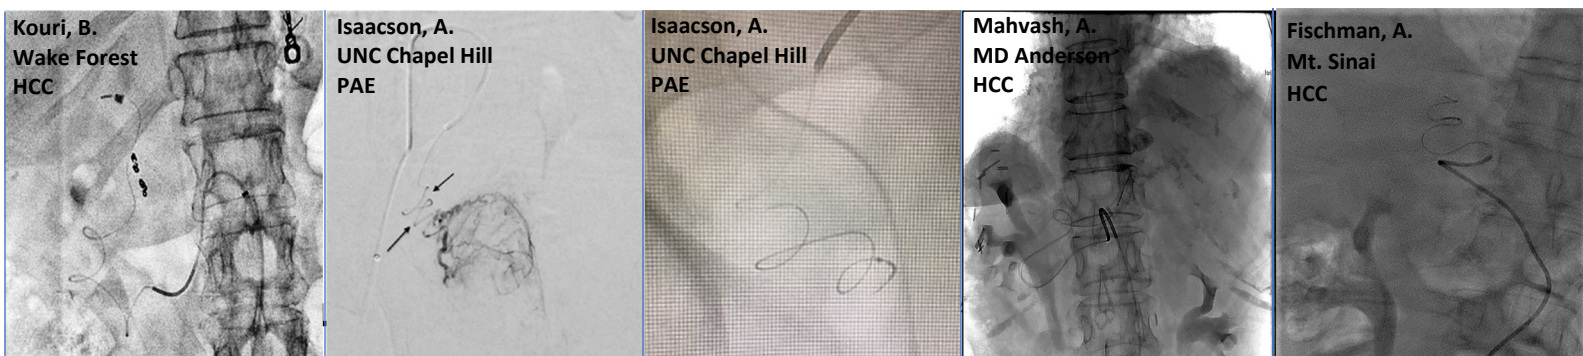 Kouri, B.
Wake Forest
HCC
Isaacson, A.
UNC Chapel Hill
PAE
Isaacson, A.
UNC Chapel Hill
PAE
Mahvash, A.
MD Anderson
HCC
Fischman, A.
Mt. Sinai
HCC